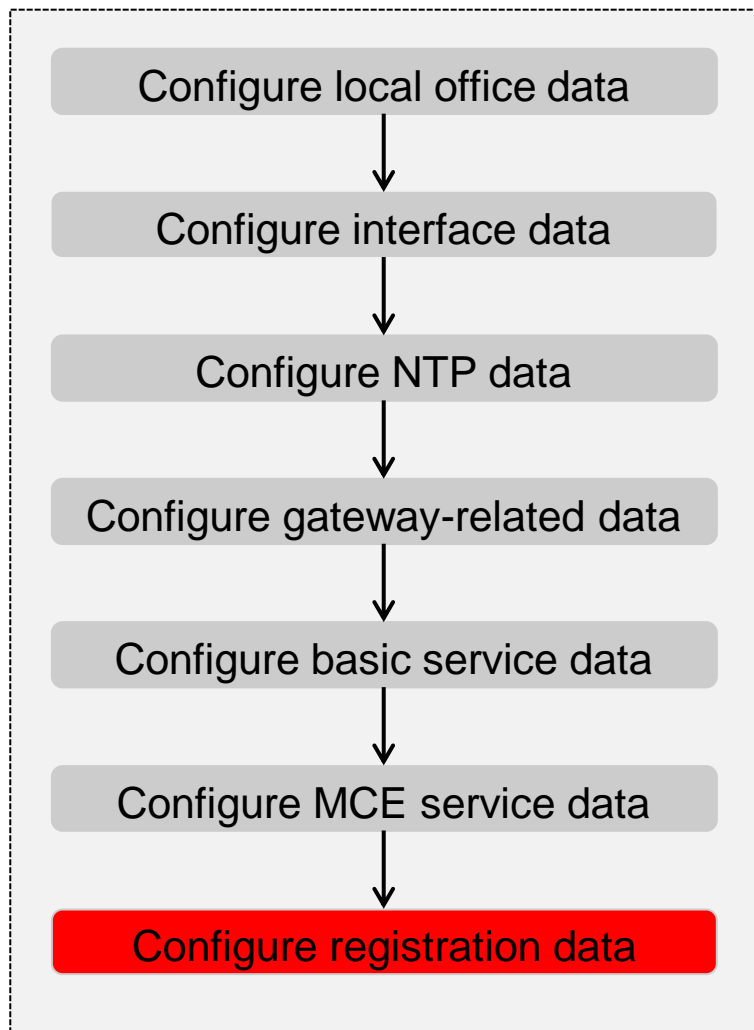 Configure local office data
Configure interface data
Configure NTP data
Configure gateway-related data
Configure basic service data
Configure MCE service data
Configure registration data